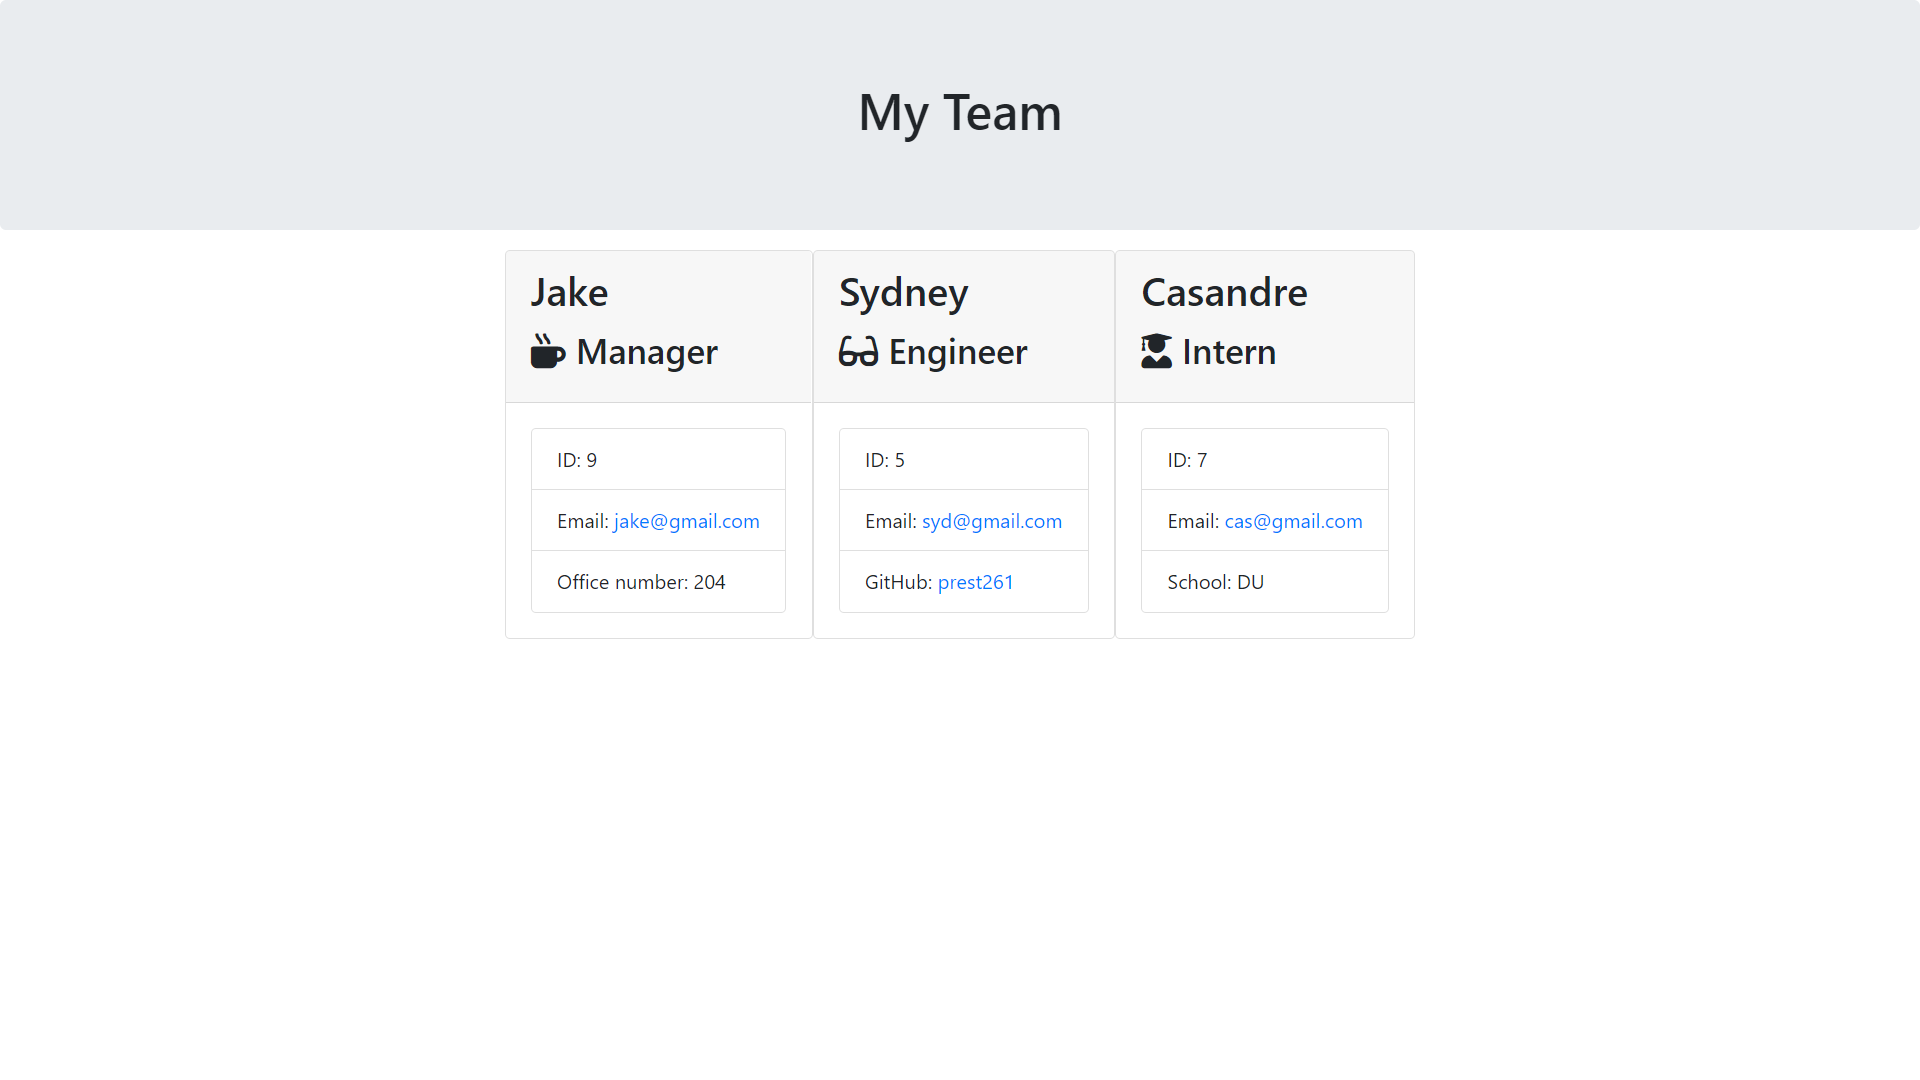 My Team
Jake
Manager
ID: 9
Email: jake@gmail.com
Office number: 204
Sydney
Engineer
ID: 5
Email: syd@gmail.com
GitHub: prest261
Casandre
Intern
ID: 7
Email: cas@gmail.com
School: DU